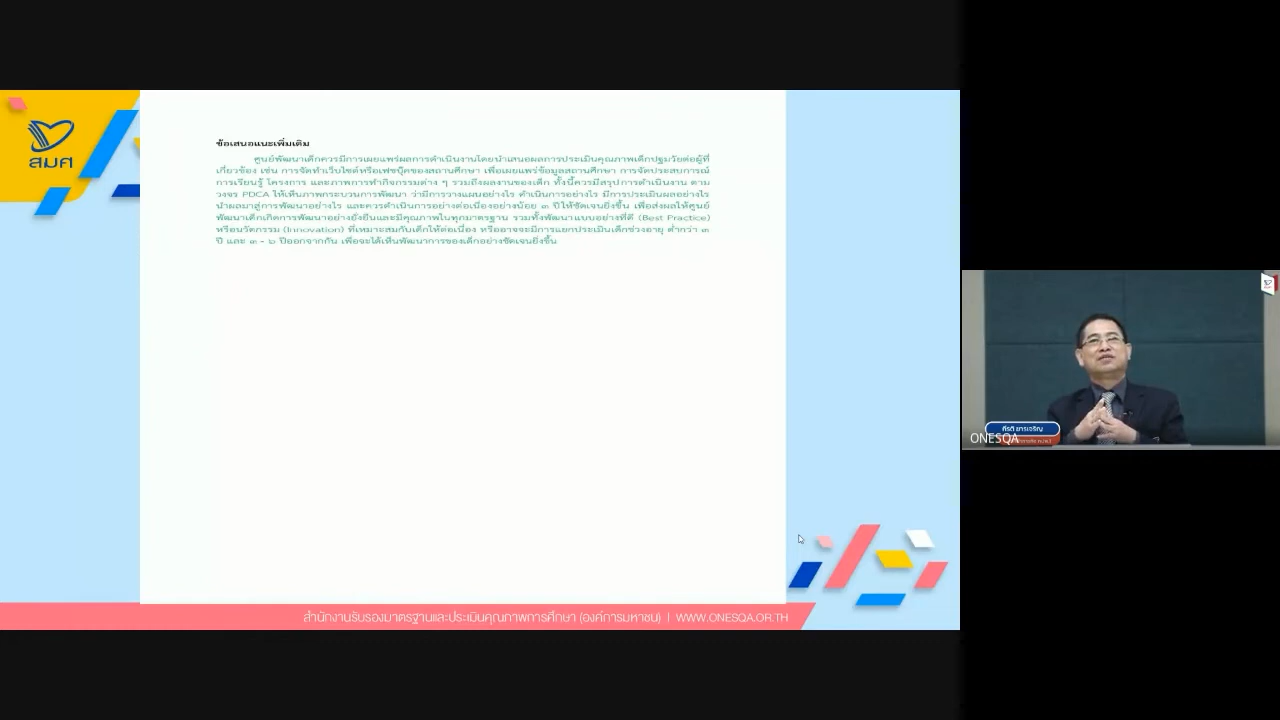 สมศ
ข้อเสนอแนะเพิ่มเติม
ศูนย์พัฒนาเด็กควรมีการเผยแพร่ผลการดำเนินงานโดยนำเสนอผลการประเมินคุณภาพเด็กปฐมวัยต่อผู้ที่
เกี่ยวข้อง เช่น การจัดทำเว็บไซต์หรือเฟซบุ๊คของสถานศึกษา เพื่อเผยแพร่ข้อมูลสถานศึกษา การจัดประสบการณ์
การเรียนรู้ โครงการ และภาพการทำกิจกรรมต่าง ๆ รวมถึงผลงานของเด็ก ทั้งนี้ควรมีสรุปการดำเนินงาน ตาม
วงจร PDCA ให้เห็นภาพกระบวนการพัฒนา ว่ามีการวางแผนอย่างไร ดำเนินการอย่างไร มีการประเมินผลอย่างไร
นำผลมาสู่การพัฒนาอย่างไร และควรดำเนินการอย่างต่อเนื่องอย่างน้อย ๓ ปีให้ชัดเจนยิ่งขึ้น เพื่อส่งผลให้ศูนย์
พัฒนาเด็กเกิดการพัฒนาอย่างยั่งยืนและมีคุณภาพในทุกมาตรฐาน รวมทั้งพัฒนาแบบอย่างที่ดี (Best Practice)
หรือนวัตกรรม (Innovation) ที่เหมาะสมกับเด็กให้ต่อเนื่อง หรืออาจจะมีการแยกประเมินเด็กช่วงอายุ ต่ำกว่า ๓
ปี และ ๓ - ๖ ปีออกจากกัน เพื่อจะได้เห็นพัฒนาการของเด็กอย่างชัดเจนยิ่งขึ้น
สำนักงานรับรองมาตรฐานและประเมินคุณภาพการศึกษา (องค์การมหาชน) | WWW.ONESQA.OR.TH
ONESQA